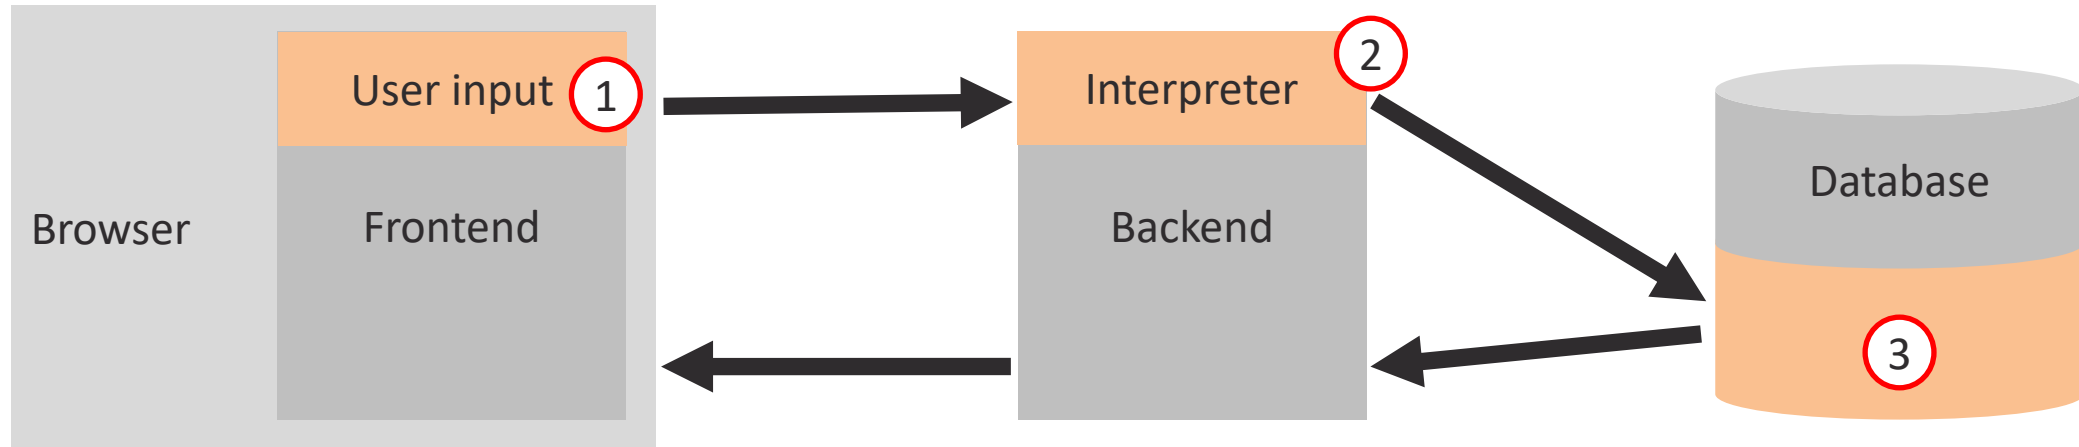 User input
1
Interpreter
2
Database
Browser
Frontend
Backend
3